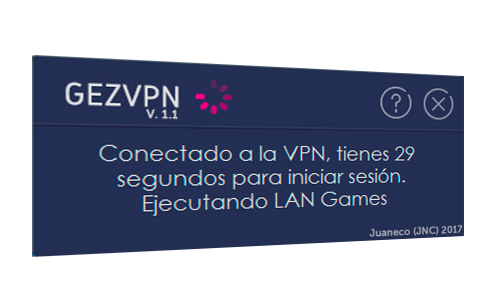 GEZVPN
V. 1.1
?
Conectado a la VPN, tienes 29
segundos para iniciar sesión.
Ejecutando LAN Games
Juaneco (JNC) 2017